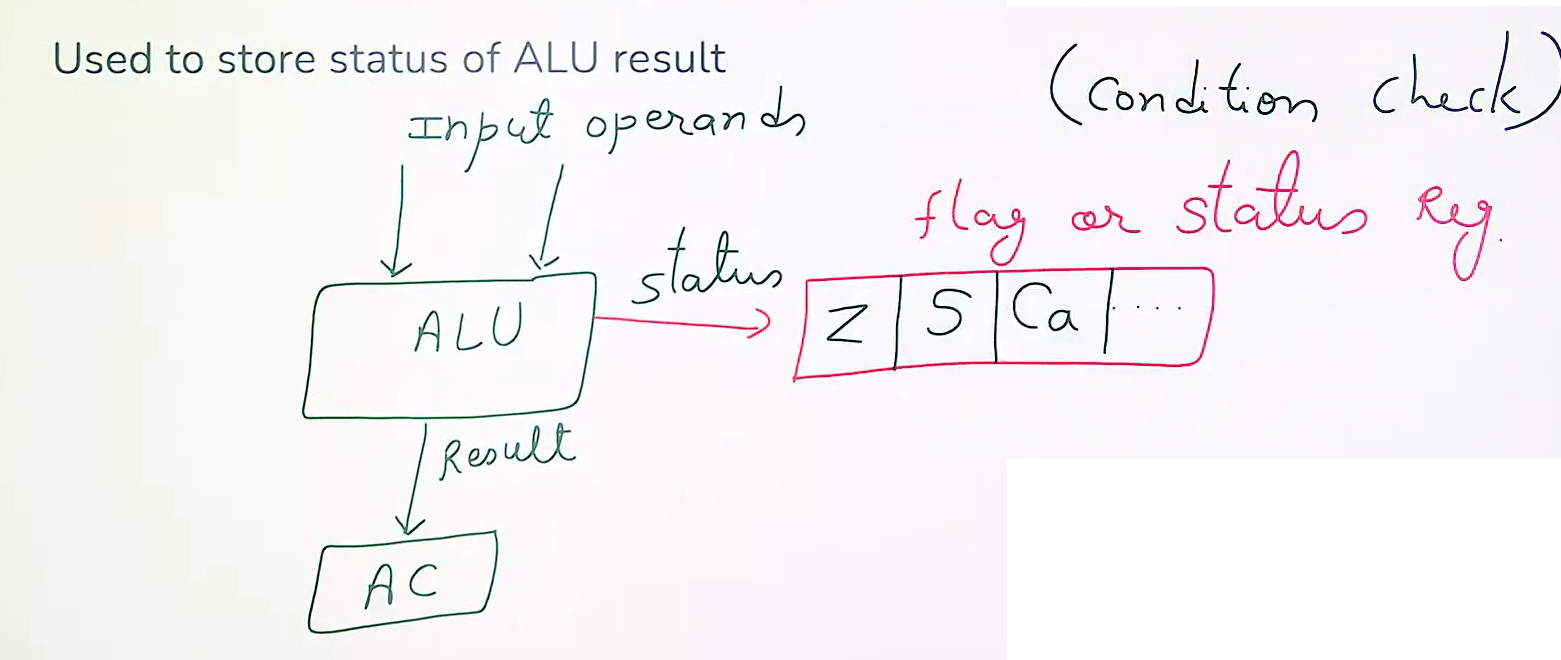 Used to store status of ALU result
(Condition check)
Input operands
flag or status Reg.
status
Z S Ca ....
ALU
Result
AC